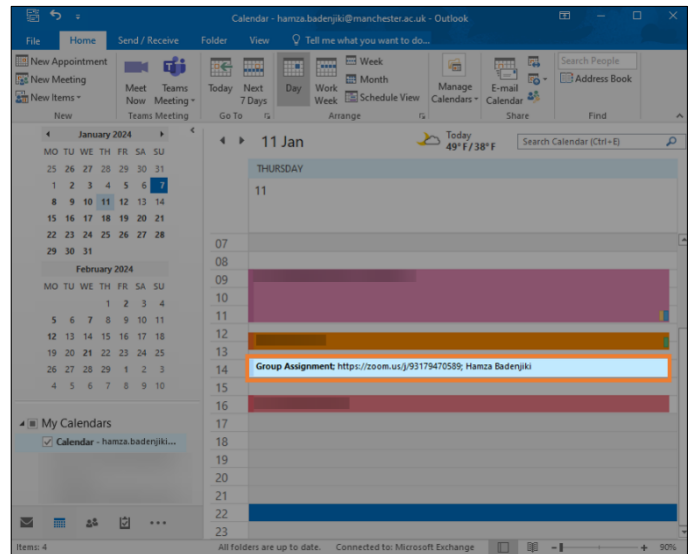 Calendar - hamza.badenjiki@manchester.ac.uk - Outlook
File Home Send / Receive Folder View Tell me what you want to do...
New Appointment
New Meeting
New Items
Meet Now
Teams Meeting
Today
Next 7 Days
Day
Work Week
Week
Month
Schedule View
Manage Calendars
E-mail Calendar
Search People
Address Book
New Teams Meeting Go To Arrange Share Find
January 2024
MO TU WE TH FR SA SU
25 26 27 28 29 30 31
1 2 3 4 5 6 7
8 9 10 11 12 13 14
15 16 17 18 19 20 21
22 23 24 25 26 27 28
29 30 31
February 2024
MO TU WE TH FR SA SU
1 2 3 4
5 6 7 8 9 10 11
12 13 14 15 16 17 18
19 20 21 22 23 24 25
26 27 28 29 1 2 3
4 5 6 7 8 9 10
My Calendars
Calendar - hamza.badenjiki...
11 Jan
Today
49°F/38°F
Search Calendar (Ctrl+E)
THURSDAY
11
07
08
09
10
11
12
13
14 Group Assignment; https://zoom.us/j/93179470589; Hamza Badenjiki
15
16
17
18
19
20
21
22
23
Items: 4 All folders are up to date. Connected to: Microsoft Exchange 90%